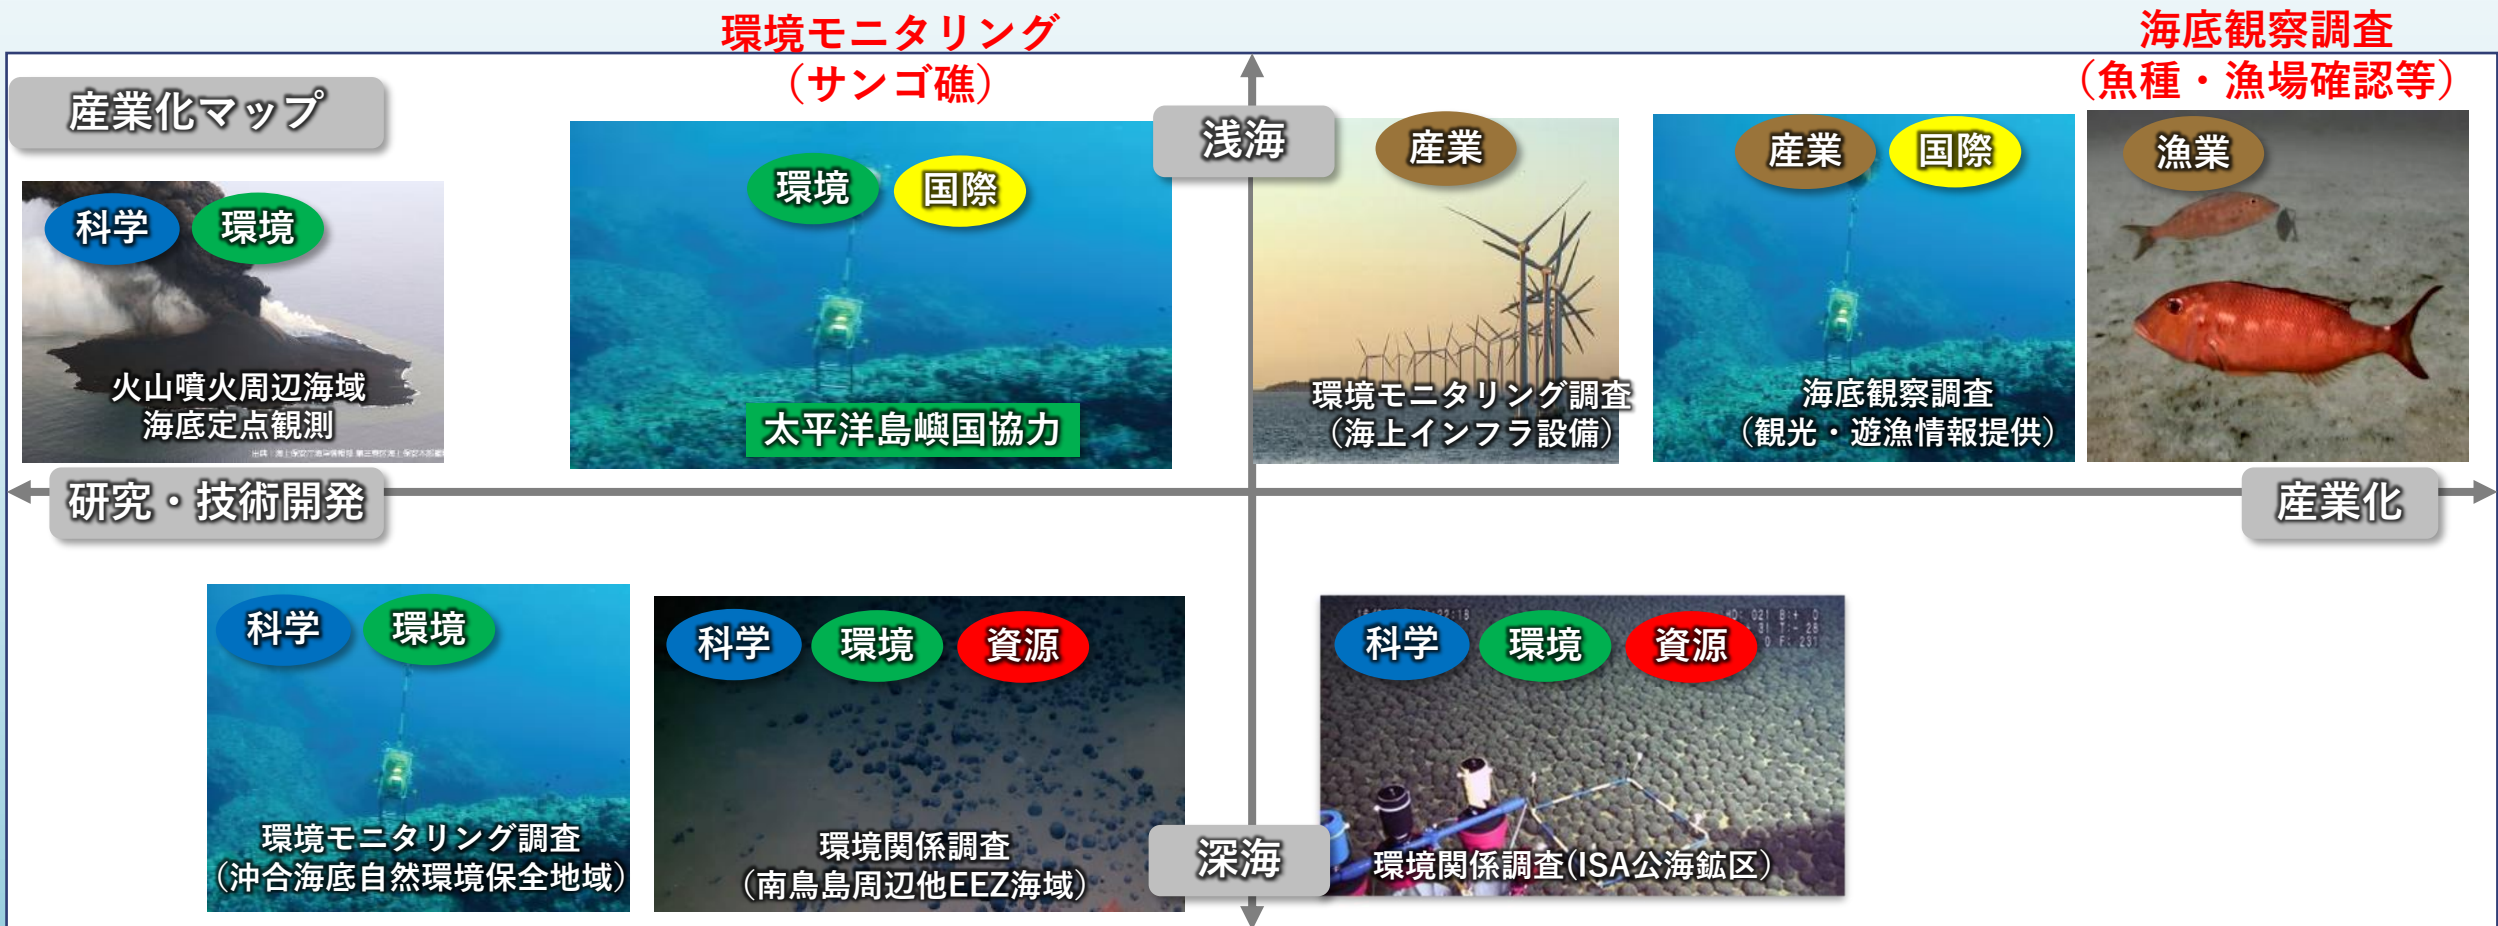 環境モニタリング
（サンゴ礁）
海底観察調査
（魚種・漁場確認等）
産業化マップ
浅海
科学
環境
火山噴火周辺海域
海底定点観測
環境
国際
太平洋島嶼国協力
産業
環境モニタリング調査
（海上インフラ設備）
産業
国際
海底観察調査
（観光・遊漁情報提供）
漁業
研究・技術開発
産業化
科学
環境
環境モニタリング調査
（沖合海底自然環境保全地域）
科学
環境
資源
環境関係調査
（南鳥島周辺他EEZ海域）
深海
科学
環境
資源
環境関係調査(ISA公海鉱区）